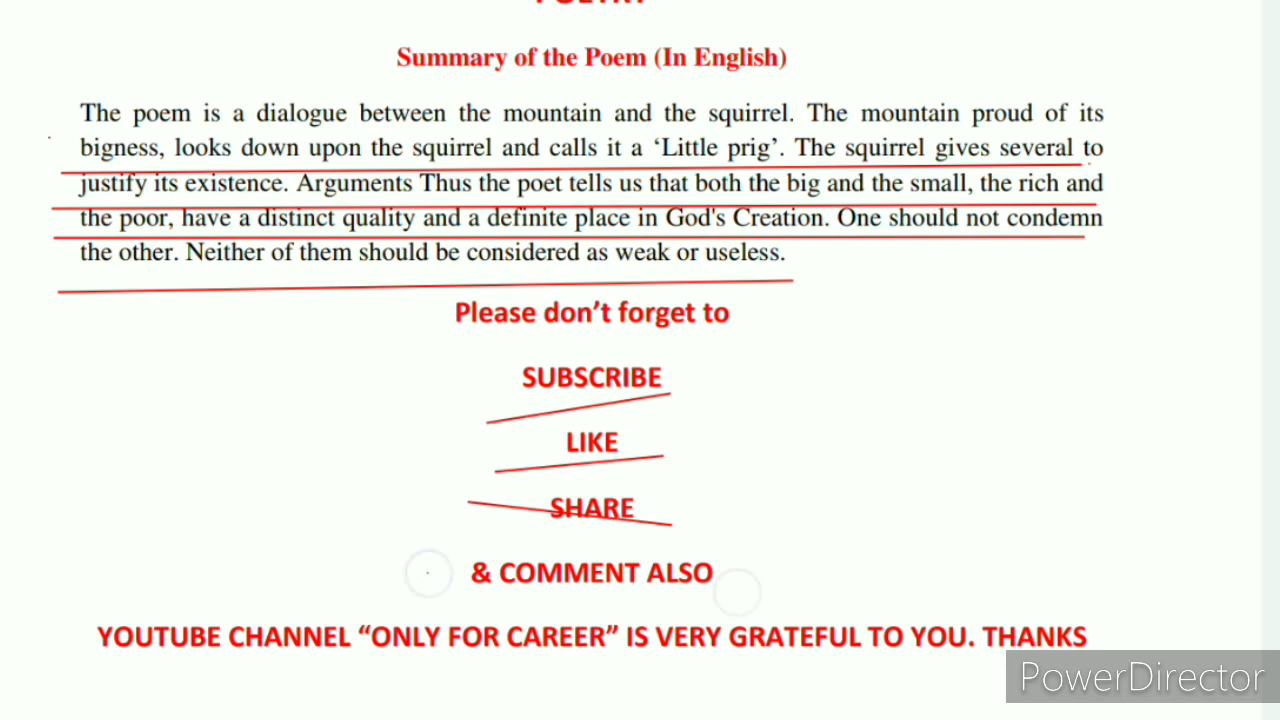 POETRY
Summary of the Poem (In English)
The poem is a dialogue between the mountain and the squirrel. The mountain proud of its
bigness, looks down upon the squirrel and calls it a ‘Little prig’. The squirrel gives several to
justify its existence. Arguments Thus the poet tells us that both the big and the small, the rich and
the poor, have a distinct quality and a definite place in God's Creation. One should not condemn
the other. Neither of them should be considered as weak or useless.
Please don’t forget to
SUBSCRIBE
LIKE
SHARE
& COMMENT ALSO
YOUTUBE CHANNEL “ONLY FOR CAREER” IS VERY GRATEFUL TO YOU. THANKS
PowerDirector